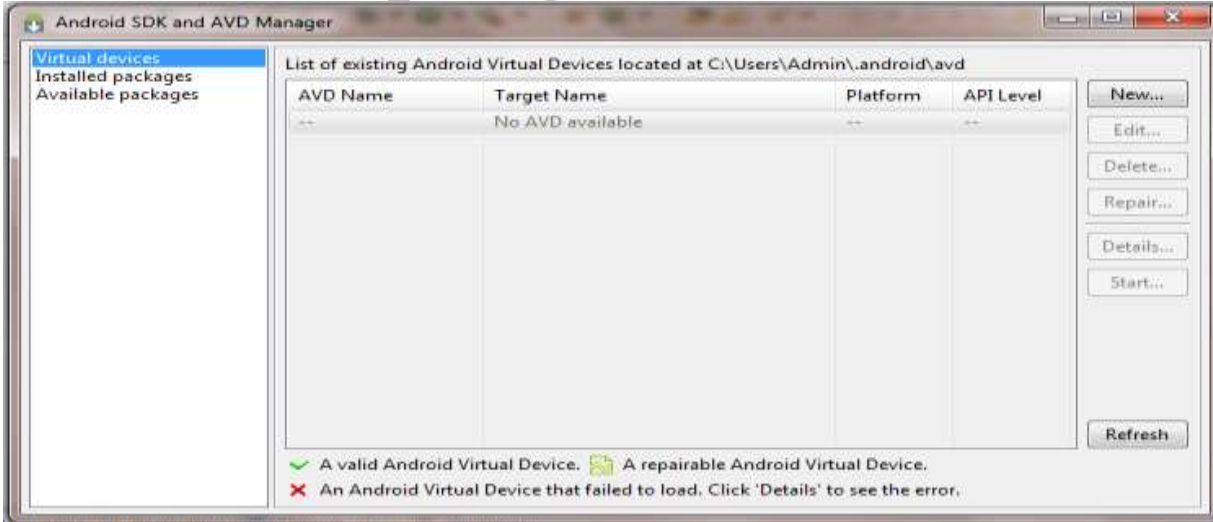 Android SDK and AVD Manager
Virtual devices
Installed packages
Available packages
List of existing Android Virtual Devices located at C:\Users\Admin\.android\avd
AVD Name Target Name Platform API Level
-- No AVD available -- --
New...
Edit...
Delete...
Repair...
Details...
Start...
Refresh
A valid Android Virtual Device. A repairable Android Virtual Device.
An Android Virtual Device that failed to load. Click 'Details' to see the error.